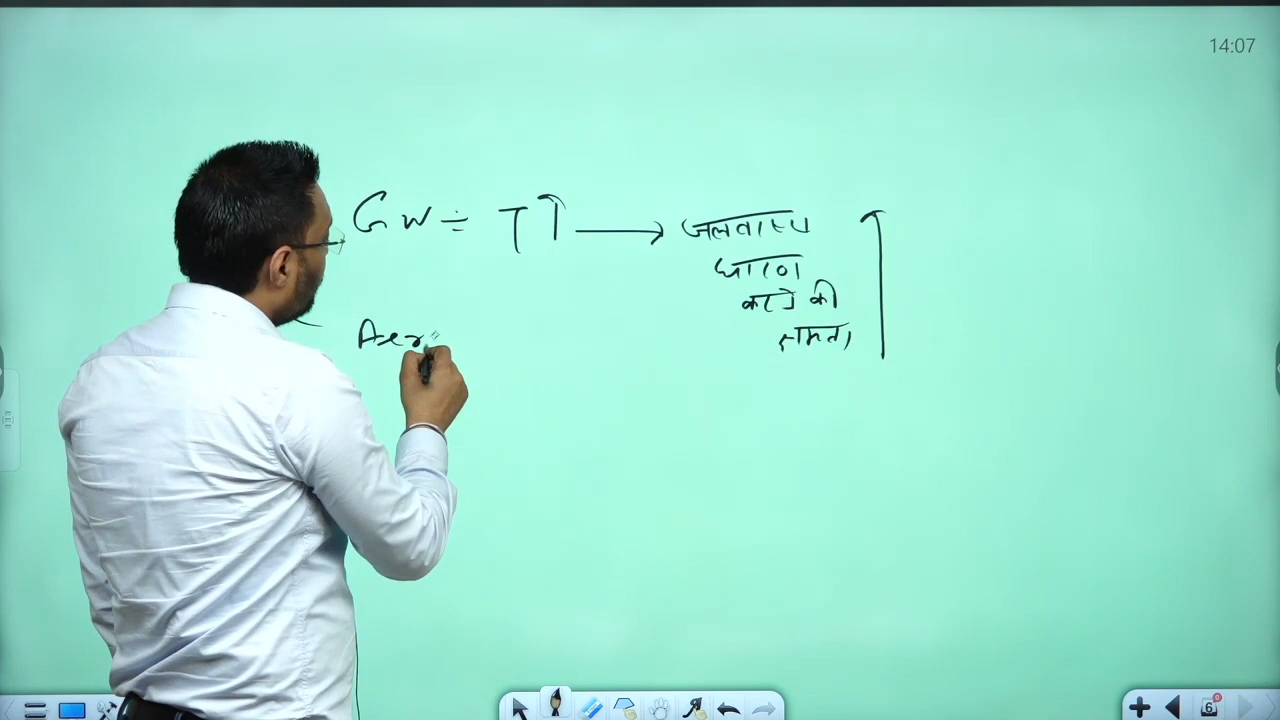 14:07
GW ÷ T↑ → जलवाष्प ↑
धारण
करने की
क्षमता
Aer